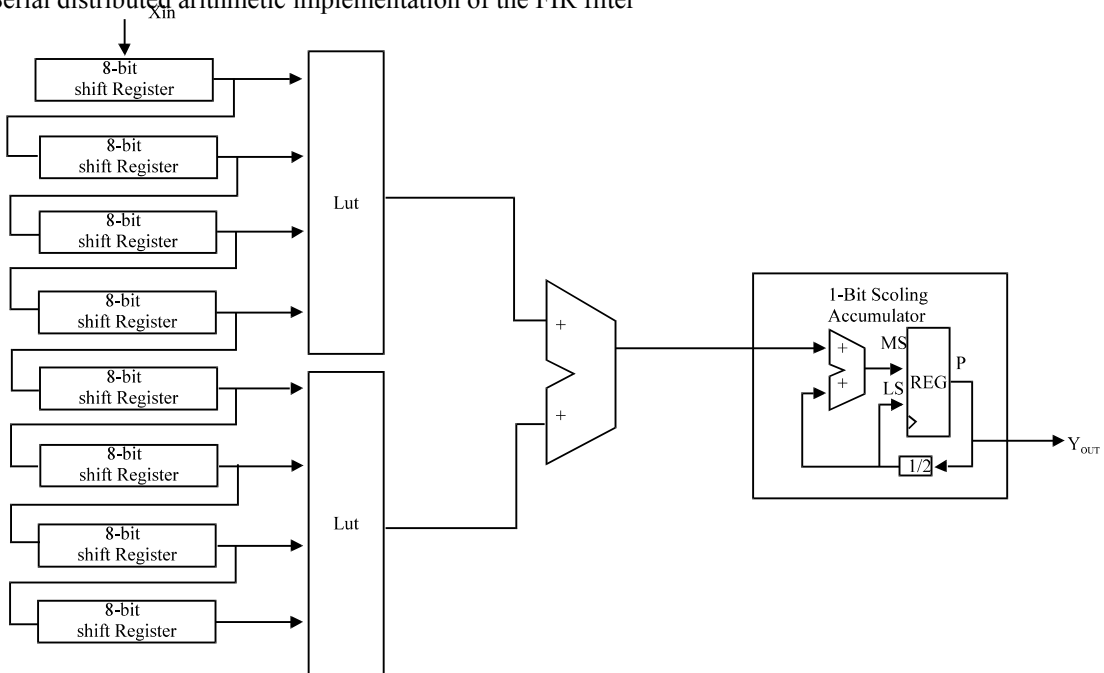 Serial distributed arithmetic implementation of the FIR filter
Xin
8-bit
shift Register
8-bit
shift Register
8-bit
shift Register
8-bit
shift Register
8-bit
shift Register
8-bit
shift Register
8-bit
shift Register
8-bit
shift Register
Lut
Lut
+
+
1-Bit Scoling
Accumulator
+
+
MS
LS
REG
P
1/2
YOUT